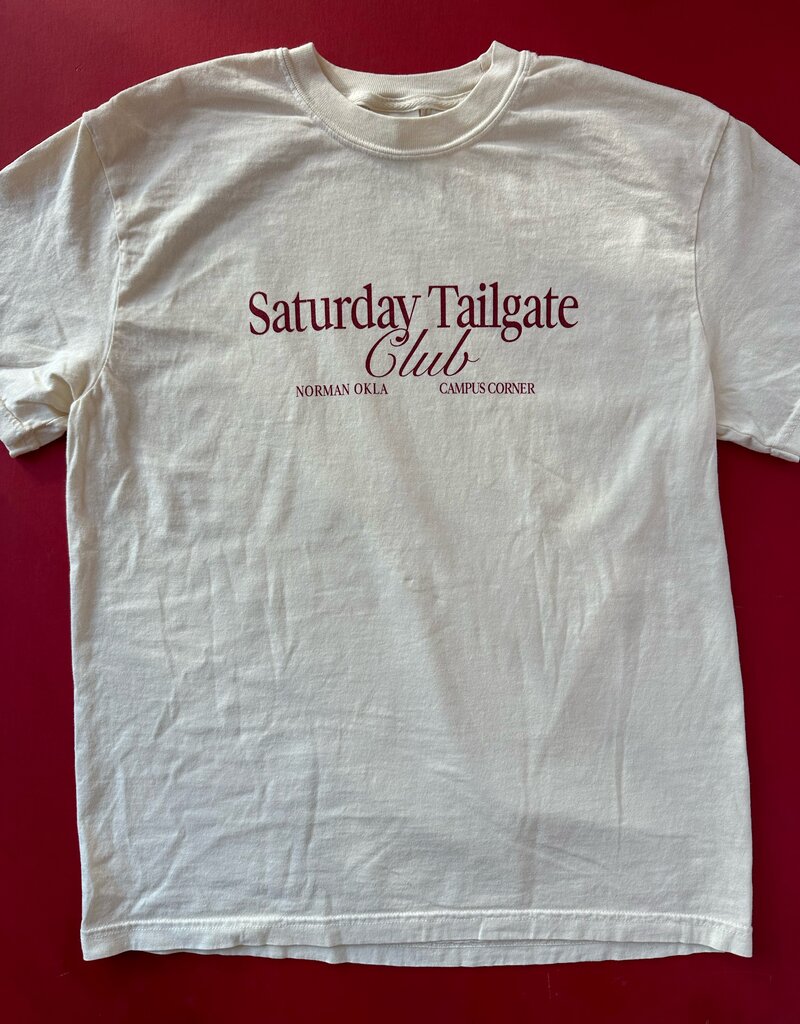 Saturday Tailgate
Club
NORMAN OKLA CAMPUS CORNER